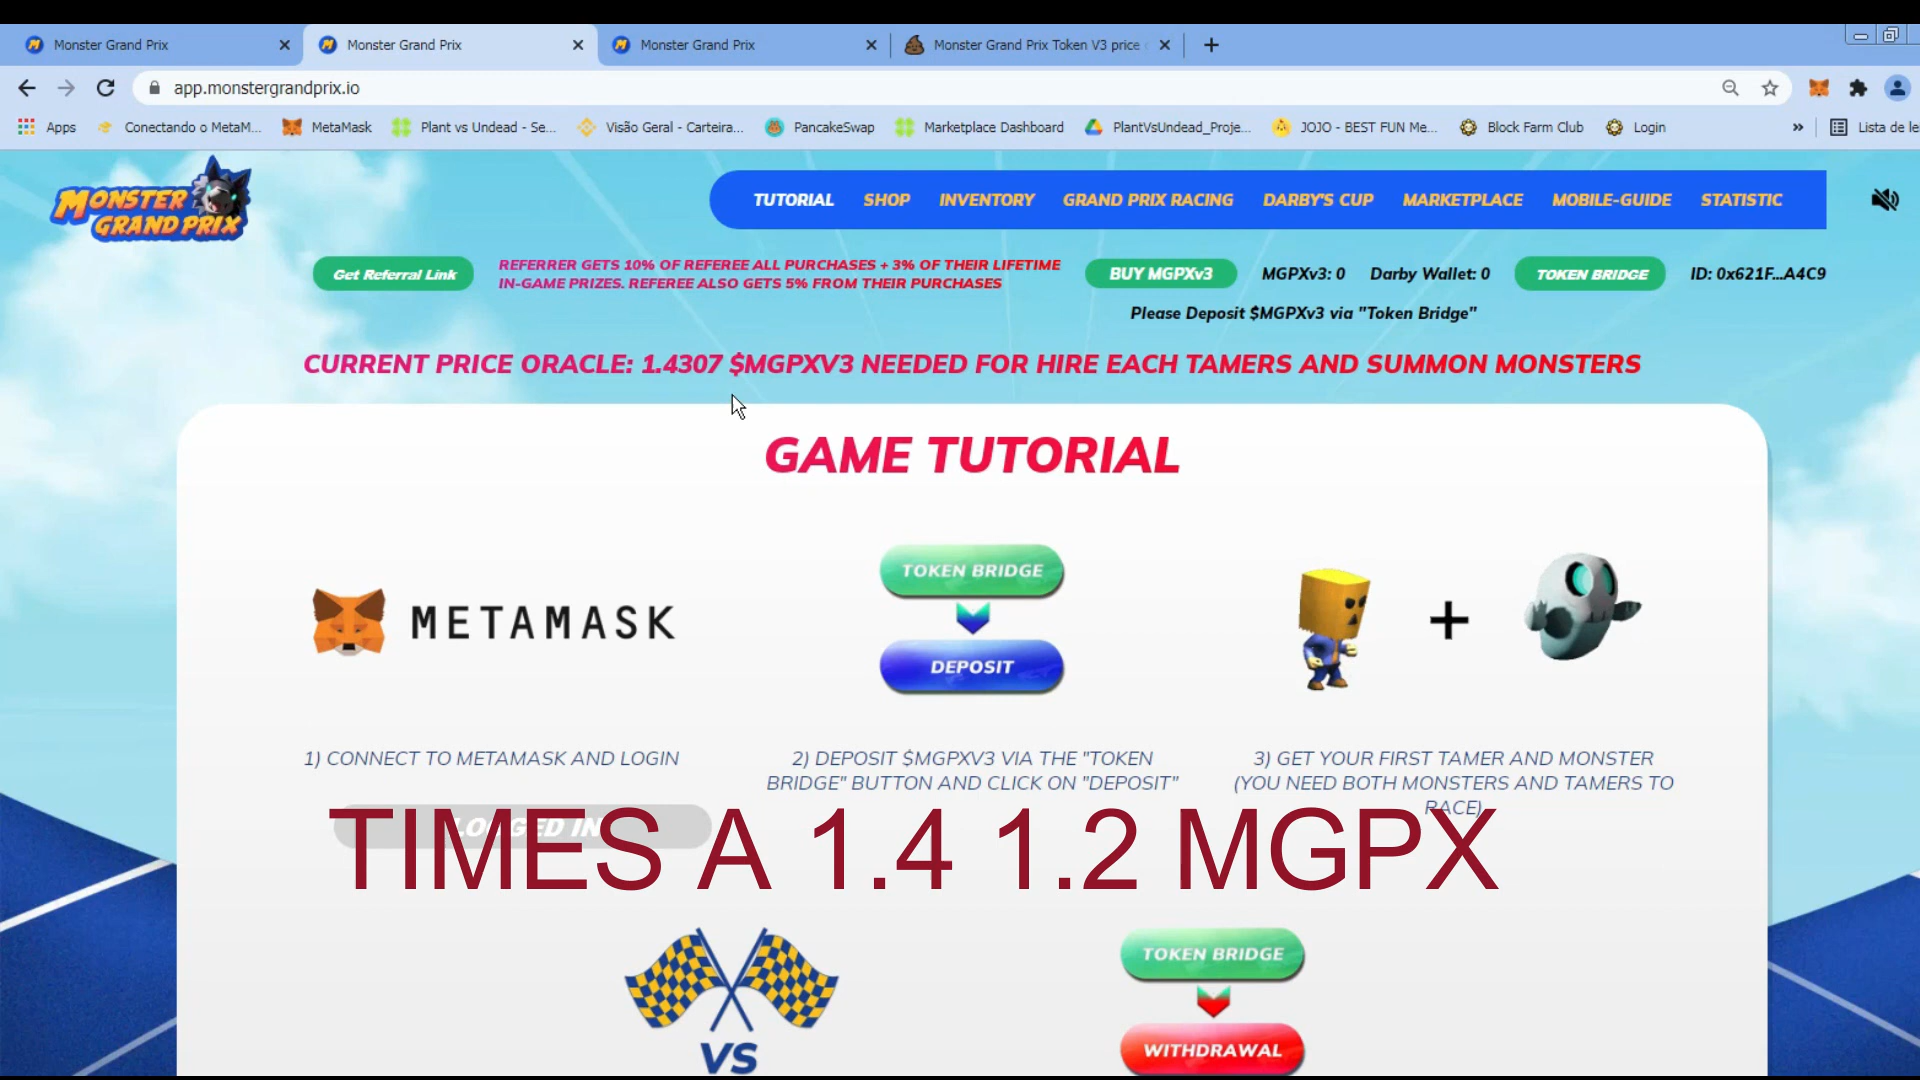 Monster Grand Prix
Monster Grand Prix
Monster Grand Prix
Monster Grand Prix Token V3 price
app.monstergrandprix.io
Apps
Conectando o MetaM...
MetaMask
Plant vs Undead - Se...
Visão Geral - Carteira...
PancakeSwap
Marketplace Dashboard
PlantVsUndead_Proje...
JOJO - BEST FUN Me...
Block Farm Club
Login
»
Lista de le
MONSTER
GRAND PRIX
TUTORIAL
SHOP
INVENTORY
GRAND PRIX RACING
DARBY'S CUP
MARKETPLACE
MOBILE-GUIDE
STATISTIC
Get Referral Link
REFERRER GETS 10% OF REFEREE ALL PURCHASES + 3% OF THEIR LIFETIME
IN-GAME PRIZES. REFEREE ALSO GETS 5% FROM THEIR PURCHASES
BUY MGPXv3
MGPXv3: 0
Darby Wallet: 0
TOKEN BRIDGE
ID: 0x621F...A4C9
Please Deposit $MGPXv3 via "Token Bridge"
CURRENT PRICE ORACLE: 1.4307 $MGPXV3 NEEDED FOR HIRE EACH TAMERS AND SUMMON MONSTERS
GAME TUTORIAL
METAMASK
TOKEN BRIDGE
DEPOSIT
+
1) CONNECT TO METAMASK AND LOGIN
2) DEPOSIT $MGPXV3 VIA THE "TOKEN
BRIDGE" BUTTON AND CLICK ON "DEPOSIT"
3) GET YOUR FIRST TAMER AND MONSTER
(YOU NEED BOTH MONSTERS AND TAMERS TO
RACE)
LOGGED IN
TIMES A 1.4 1.2 MGPX
VS
TOKEN BRIDGE
WITHDRAWAL